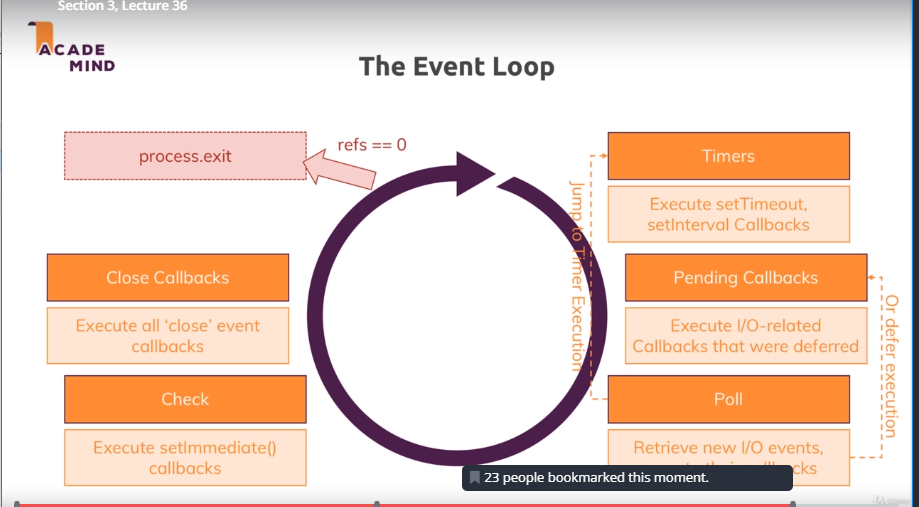 Section 3, Lecture 36
ACADE
MIND
The Event Loop
process.exit
refs == 0
Timers
Execute setTimeout,
setInterval Callbacks
Jump to Timer Execution
Close Callbacks
Execute all ‘close’ event
callbacks
Pending Callbacks
Execute I/O-related
Callbacks that were deferred
Or defer execution
Check
Execute setImmediate()
callbacks
Poll
Retrieve new I/O events,
23 people bookmarked this moment.